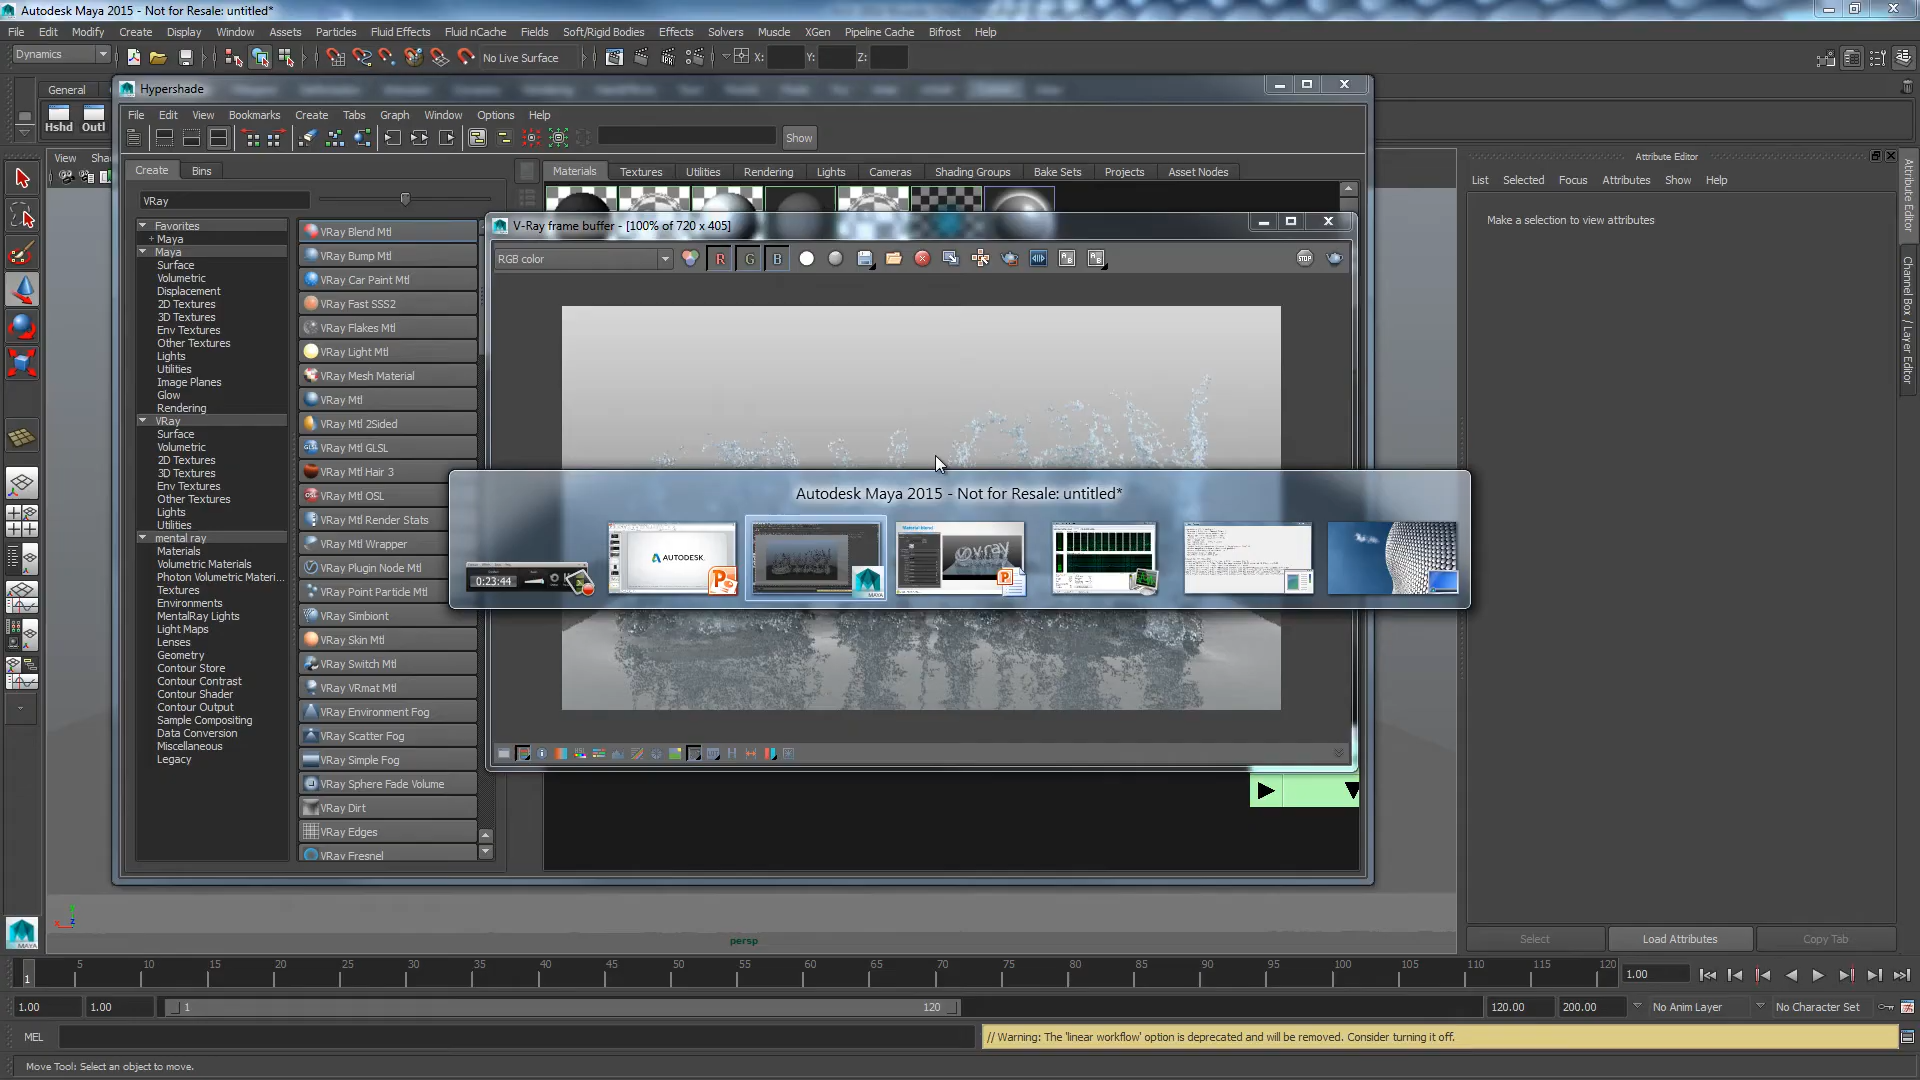 Autodesk Maya 2015 - Not for Resale: untitled*
File Edit Modify Create Display Window Assets Particles Fluid Effects Fluid nCache Fields Soft/Rigid Bodies Effects Solvers Muscle XGen Pipeline Cache Bifrost Help
Dynamics
No Live Surface
X:
Y:
Z:
General
Hypershade
Hshd
Outl
File Edit View Bookmarks Create Tabs Graph Window Options Help
Show
View
Sha
Create
Bins
Materials Textures Utilities Rendering Lights Cameras Shading Groups Bake Sets Projects Asset Nodes
VRay
Favorites
+ Maya
Maya
Surface
Volumetric
Displacement
2D Textures
3D Textures
Env Textures
Other Textures
Lights
Utilities
Image Planes
Glow
Rendering
VRay
Surface
Volumetric
2D Textures
3D Textures
Env Textures
Other Textures
Lights
Utilities
mental ray
Materials
Volumetric Materials
Photon Volumetric Materi...
Textures
Environments
MentalRay Lights
Light Maps
Lenses
Geometry
Contour Store
Contour Contrast
Contour Shader
Contour Output
Sample Compositing
Data Conversion
Miscellaneous
Legacy
VRay Blend Mtl
VRay Bump Mtl
VRay Car Paint Mtl
VRay Fast SSS2
VRay Flakes Mtl
VRay Light Mtl
VRay Mesh Material
VRay Mtl
VRay Mtl 2Sided
VRay Mtl GLSL
VRay Mtl Hair 3
VRay Mtl OSL
VRay Mtl Render Stats
VRay Mtl Wrapper
VRay Plugin Node Mtl
VRay Point Particle Mtl
VRay Simbiont
VRay Skin Mtl
VRay Switch Mtl
VRay VRmat Mtl
VRay Environment Fog
VRay Scatter Fog
VRay Simple Fog
VRay Sphere Fade Volume
VRay Dirt
VRay Edges
VRay Fresnel
V-Ray frame buffer - [100% of 720 x 405]
RGB color
R G B
STOP
Autodesk Maya 2015 - Not for Resale: untitled*
0:23:44
AUTODESK.
MAYA
Material blend
v-ray
Attribute Editor
List Selected Focus Attributes Show Help
Make a selection to view attributes
Attribute Editor
Channel Box / Layer Editor
Select
Load Attributes
Copy Tab
persp
MAYA
1 5 10 15 20 25 30 35 40 45 50 55 60 65 70 75 80 85 90 95 100 105 110 115 120
1.00
1.00
1.00
1
120
120.00
200.00
No Anim Layer
No Character Set
MEL
// Warning: The 'linear workflow' option is deprecated and will be removed. Consider turning it off.
Move Tool: Select an object to move.